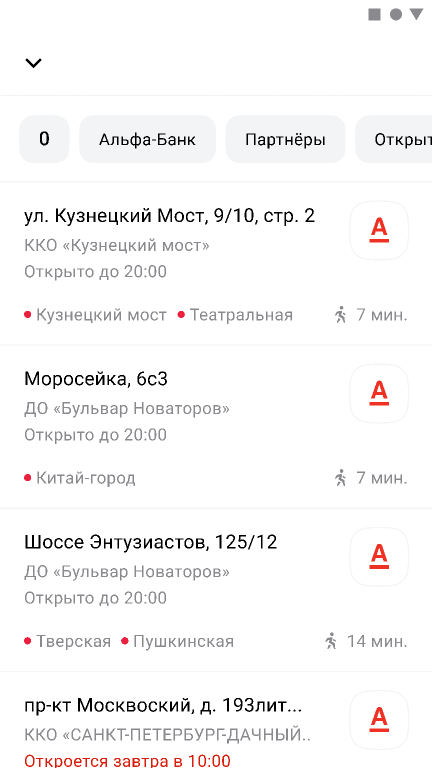 0 Альфа-Банк Партнёры Открыт
ул. Кузнецкий Мост, 9/10, стр. 2
А
ККО «Кузнецкий мост»
Открыто до 20:00
Кузнецкий мост Театральная 7 мин.
Моросейка, 6с3
А
ДО «Бульвар Новаторов»
Открыто до 20:00
Китай-город 7 мин.
Шоссе Энтузиастов, 125/12
А
ДО «Бульвар Новаторов»
Открыто до 20:00
Тверская Пушкинская 14 мин.
пр-кт Москвоский, д. 193лит...
А
ККО «САНКТ-ПЕТЕРБУРГ-ДАЧНЫЙ..
Откроется завтра в 10:00